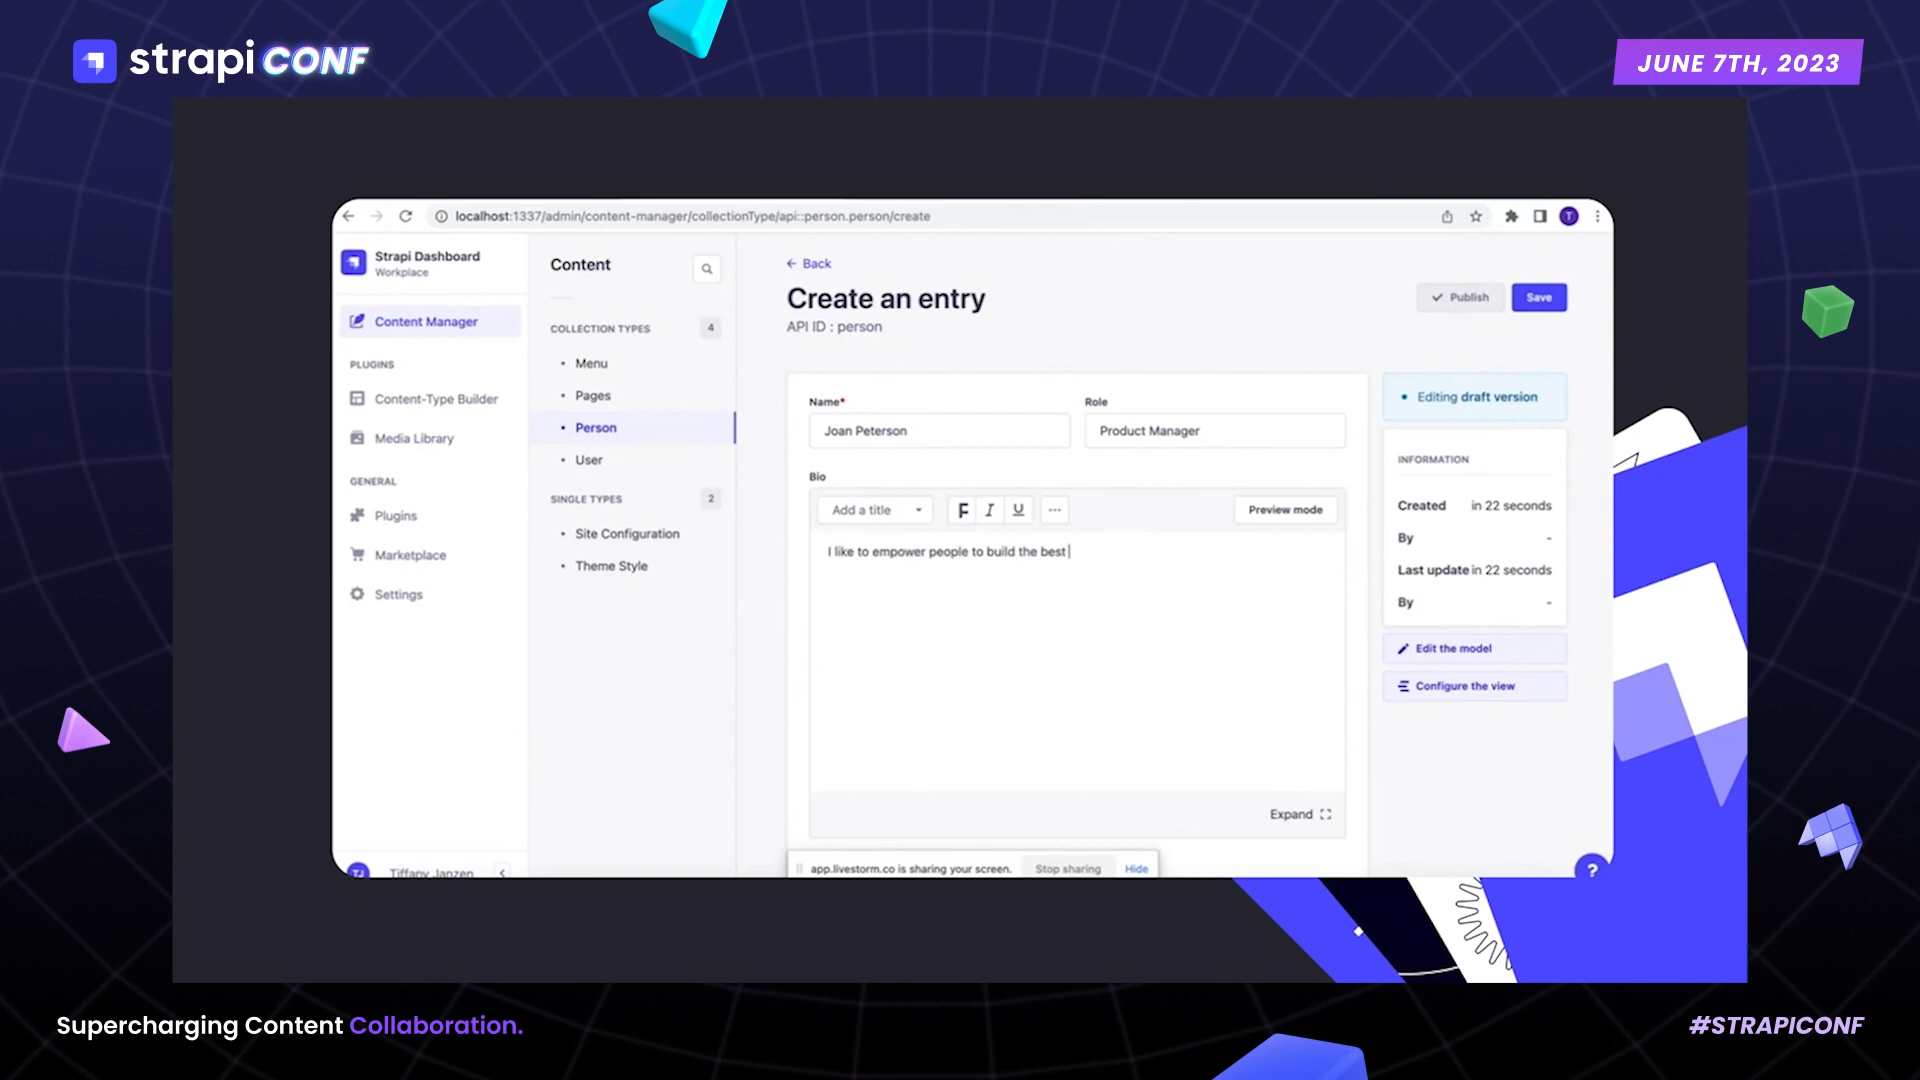 strapi CONF
JUNE 7TH, 2023
localhost:1337/admin/content-manager/collectionType/api::person.person/create
T
Strapi Dashboard
Workplace
Content Manager
PLUGINS
Content-Type Builder
Media Library
GENERAL
Plugins
Marketplace
Settings
TJ
Tiffany Janzen
Content
COLLECTION TYPES 4
Menu
Pages
Person
User
SINGLE TYPES 2
Site Configuration
Theme Style
Back
Create an entry
API ID : person
Publish
Save
Name*
Joan Peterson
Role
Product Manager
Bio
Add a title
F I U ...
Preview mode
I like to empower people to build the best
Expand
Editing draft version
INFORMATION
Created in 22 seconds
By -
Last update in 22 seconds
By -
Edit the model
Configure the view
app.livestorm.co is sharing your screen. Stop sharing Hide
?
Supercharging Content Collaboration.
#STRAPICONF